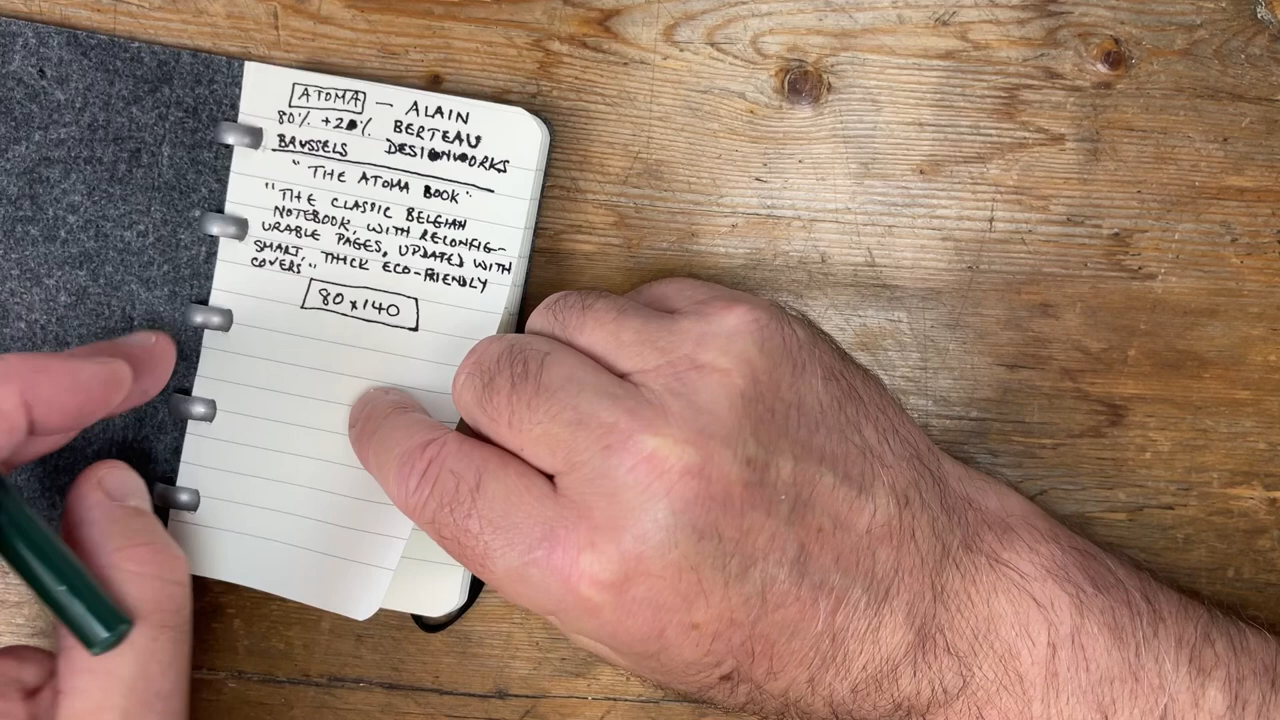 ATOMA — ALAIN
80% +20% BERTEAU
BRUSSELS DESIGNWORKS
"THE ATOMA BOOK"
"THE CLASSIC BELGIAN
NOTEBOOK, WITH RECONFIG-
URABLE PAGES, UPDATED WITH
SMART, THICK ECO-FRIENDLY
COVERS"
80x140